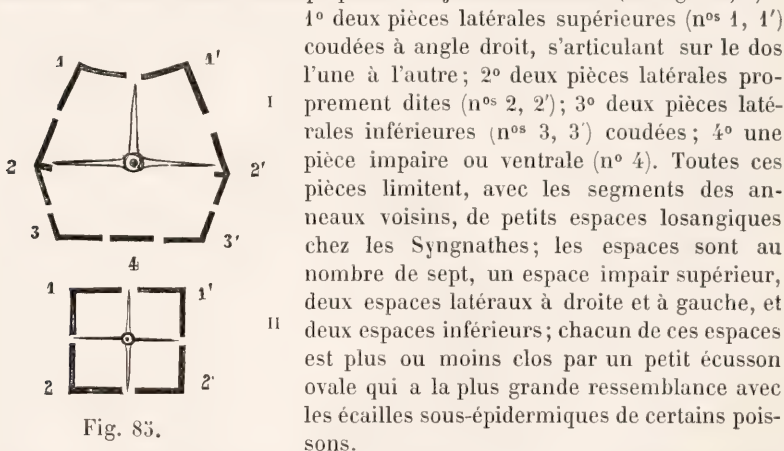 1º deux pièces latérales supérieures (nos 1, 1')
coudées à angle droit, s'articulant sur le dos
l'une à l'autre; 2º deux pièces latérales pro-
prement dites (nos 2, 2'); 3º deux pièces laté-
rales inférieures (nos 3, 3') coudées; 4º une
pièce impaire ou ventrale (nº 4). Toutes ces
pièces limitent, avec les segments des an-
neaux voisins, de petits espaces losangiques
chez les Syngnathes; les espaces sont au
nombre de sept, un espace impair supérieur,
deux espaces latéraux à droite et à gauche, et
deux espaces inférieurs; chacun de ces espaces
est plus ou moins clos par un petit écusson
ovale qui a la plus grande ressemblance avec
les écailles sous-épidermiques de certains pois-
sons.
1 1'
I
2 2'
3 3'
4
1 1'
II
2 2'
Fig. 85.